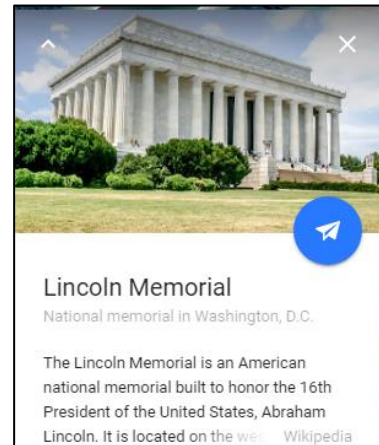 Lincoln Memorial
National memorial in Washington, D.C.
The Lincoln Memorial is an American
national memorial built to honor the 16th
President of the United States, Abraham
Lincoln. It is located on the Wikipedia